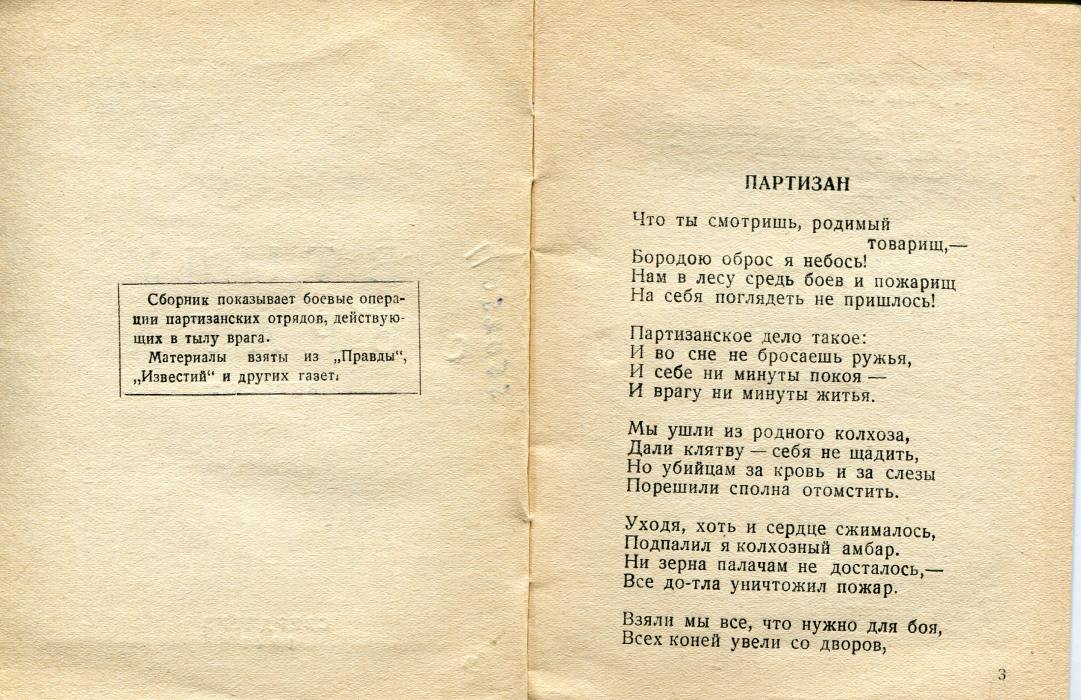 Сборник показывает боевые опера-
ции партизанских отрядов, действую-
щих в тылу врага.
Материалы взяты из „Правды“,
„Известий“ и других газет.
ПАРТИЗАН
Что ты смотришь, родимый
товарищ,—
Бородою оброс я небось!
Нам в лесу средь боев и пожарищ
На себя поглядеть не пришлось!
Партизанское дело такое:
И во сне не бросаешь ружья,
И себе ни минуты покоя —
И врагу ни минуты житья.
Мы ушли из родного колхоза,
Дали клятву — себя не щадить,
Но убийцам за кровь и за слезы
Порешили сполна отомстить.
Уходя, хоть и сердце сжималось,
Подпалил я колхозный амбар.
Ни зерна палачам не досталось,—
Все до-тла уничтожил пожар.
Взяли мы все, что нужно для боя,
Всех коней увели со дворов,
3